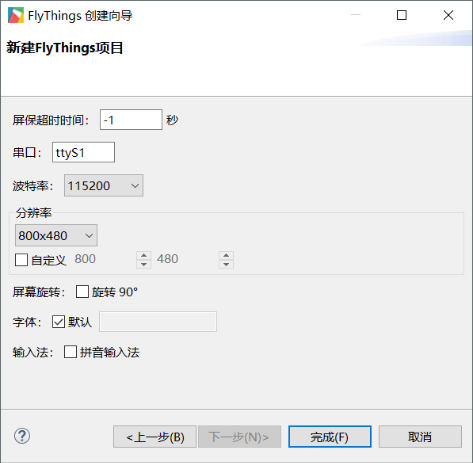 FlyThings 创建向导
新建FlyThings项目
屏保超时时间： -1 秒
串口： ttyS1
波特率： 115200
分辨率
800x480
自定义 800 480
屏幕旋转： 旋转 90°
字体： 默认
输入法： 拼音输入法
<上一步(B) 下一步(N)> 完成(F) 取消